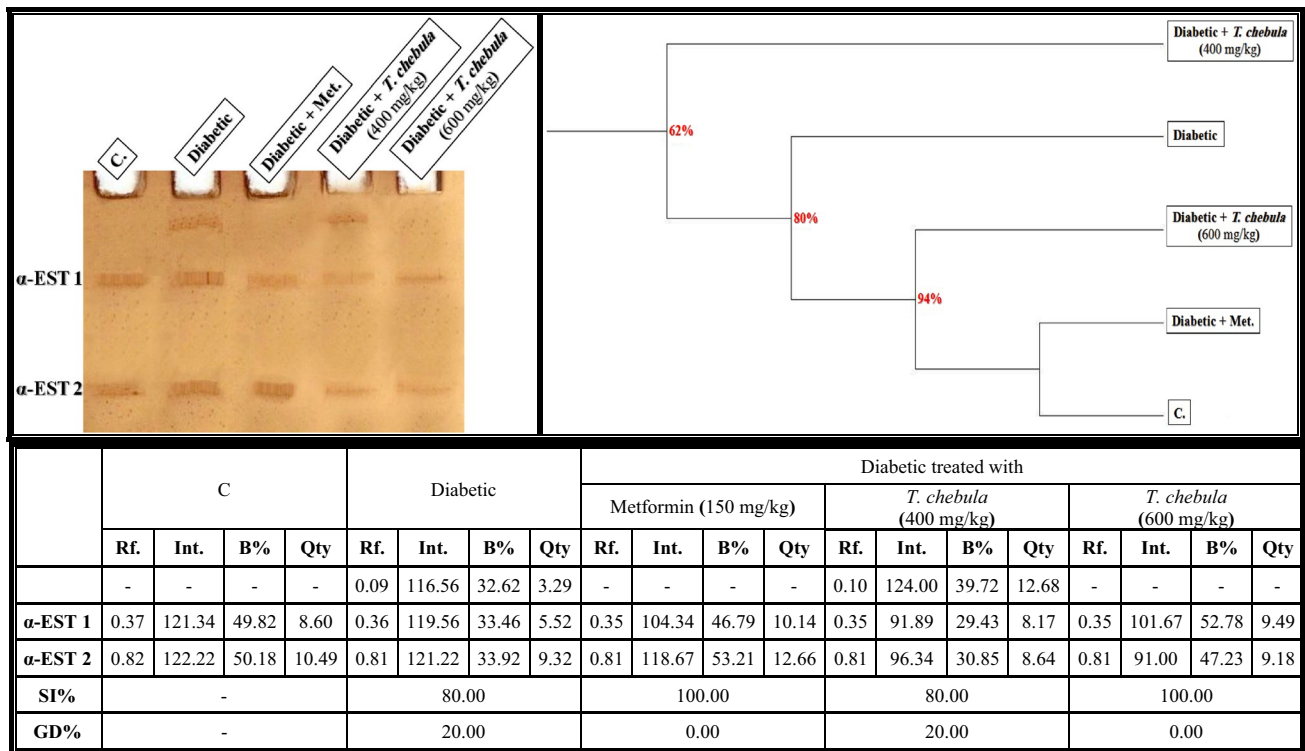 C.
Diabetic
Diabetic + Met.
Diabetic + T. chebula
(400 mg/kg)
Diabetic + T. chebula
(600 mg/kg)
α-EST 1
α-EST 2
Diabetic + T. chebula
(400 mg/kg)
62%
Diabetic
80%
Diabetic + T. chebula
(600 mg/kg)
94%
Diabetic + Met.
C.
C Diabetic Diabetic treated with
Metformin (150 mg/kg) T. chebula (400 mg/kg) T. chebula (600 mg/kg)
Rf. Int. B% Qty Rf. Int. B% Qty Rf. Int. B% Qty Rf. Int. B% Qty Rf. Int. B% Qty
- - - - 0.09 116.56 32.62 3.29 - - - - 0.10 124.00 39.72 12.68 - - - -
α-EST 1 0.37 121.34 49.82 8.60 0.36 119.56 33.46 5.52 0.35 104.34 46.79 10.14 0.35 91.89 29.43 8.17 0.35 101.67 52.78 9.49
α-EST 2 0.82 122.22 50.18 10.49 0.81 121.22 33.92 9.32 0.81 118.67 53.21 12.66 0.81 96.34 30.85 8.64 0.81 91.00 47.23 9.18
SI% - 80.00 100.00 80.00 100.00
GD% - 20.00 0.00 20.00 0.00